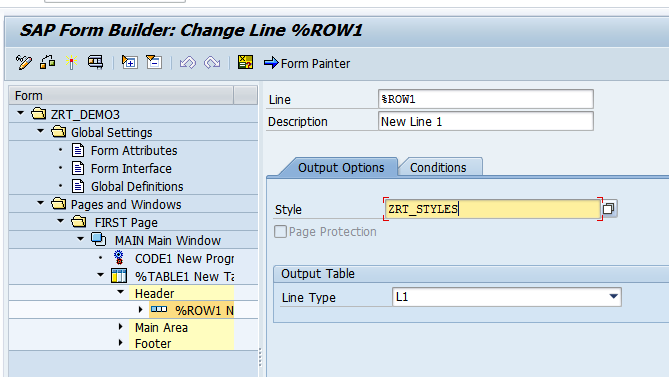 SAP Form Builder: Change Line %ROW1
Form Painter
Form
ZRT_DEMO3
Global Settings
Form Attributes
Form Interface
Global Definitions
Pages and Windows
FIRST Page
MAIN Main Window
CODE1 New Progr
%TABLE1 New Ta
Header
%ROW1 N
Main Area
Footer
Line %ROW1
Description New Line 1
Output Options Conditions
Style ZRT_STYLES
Page Protection
Output Table
Line Type L1